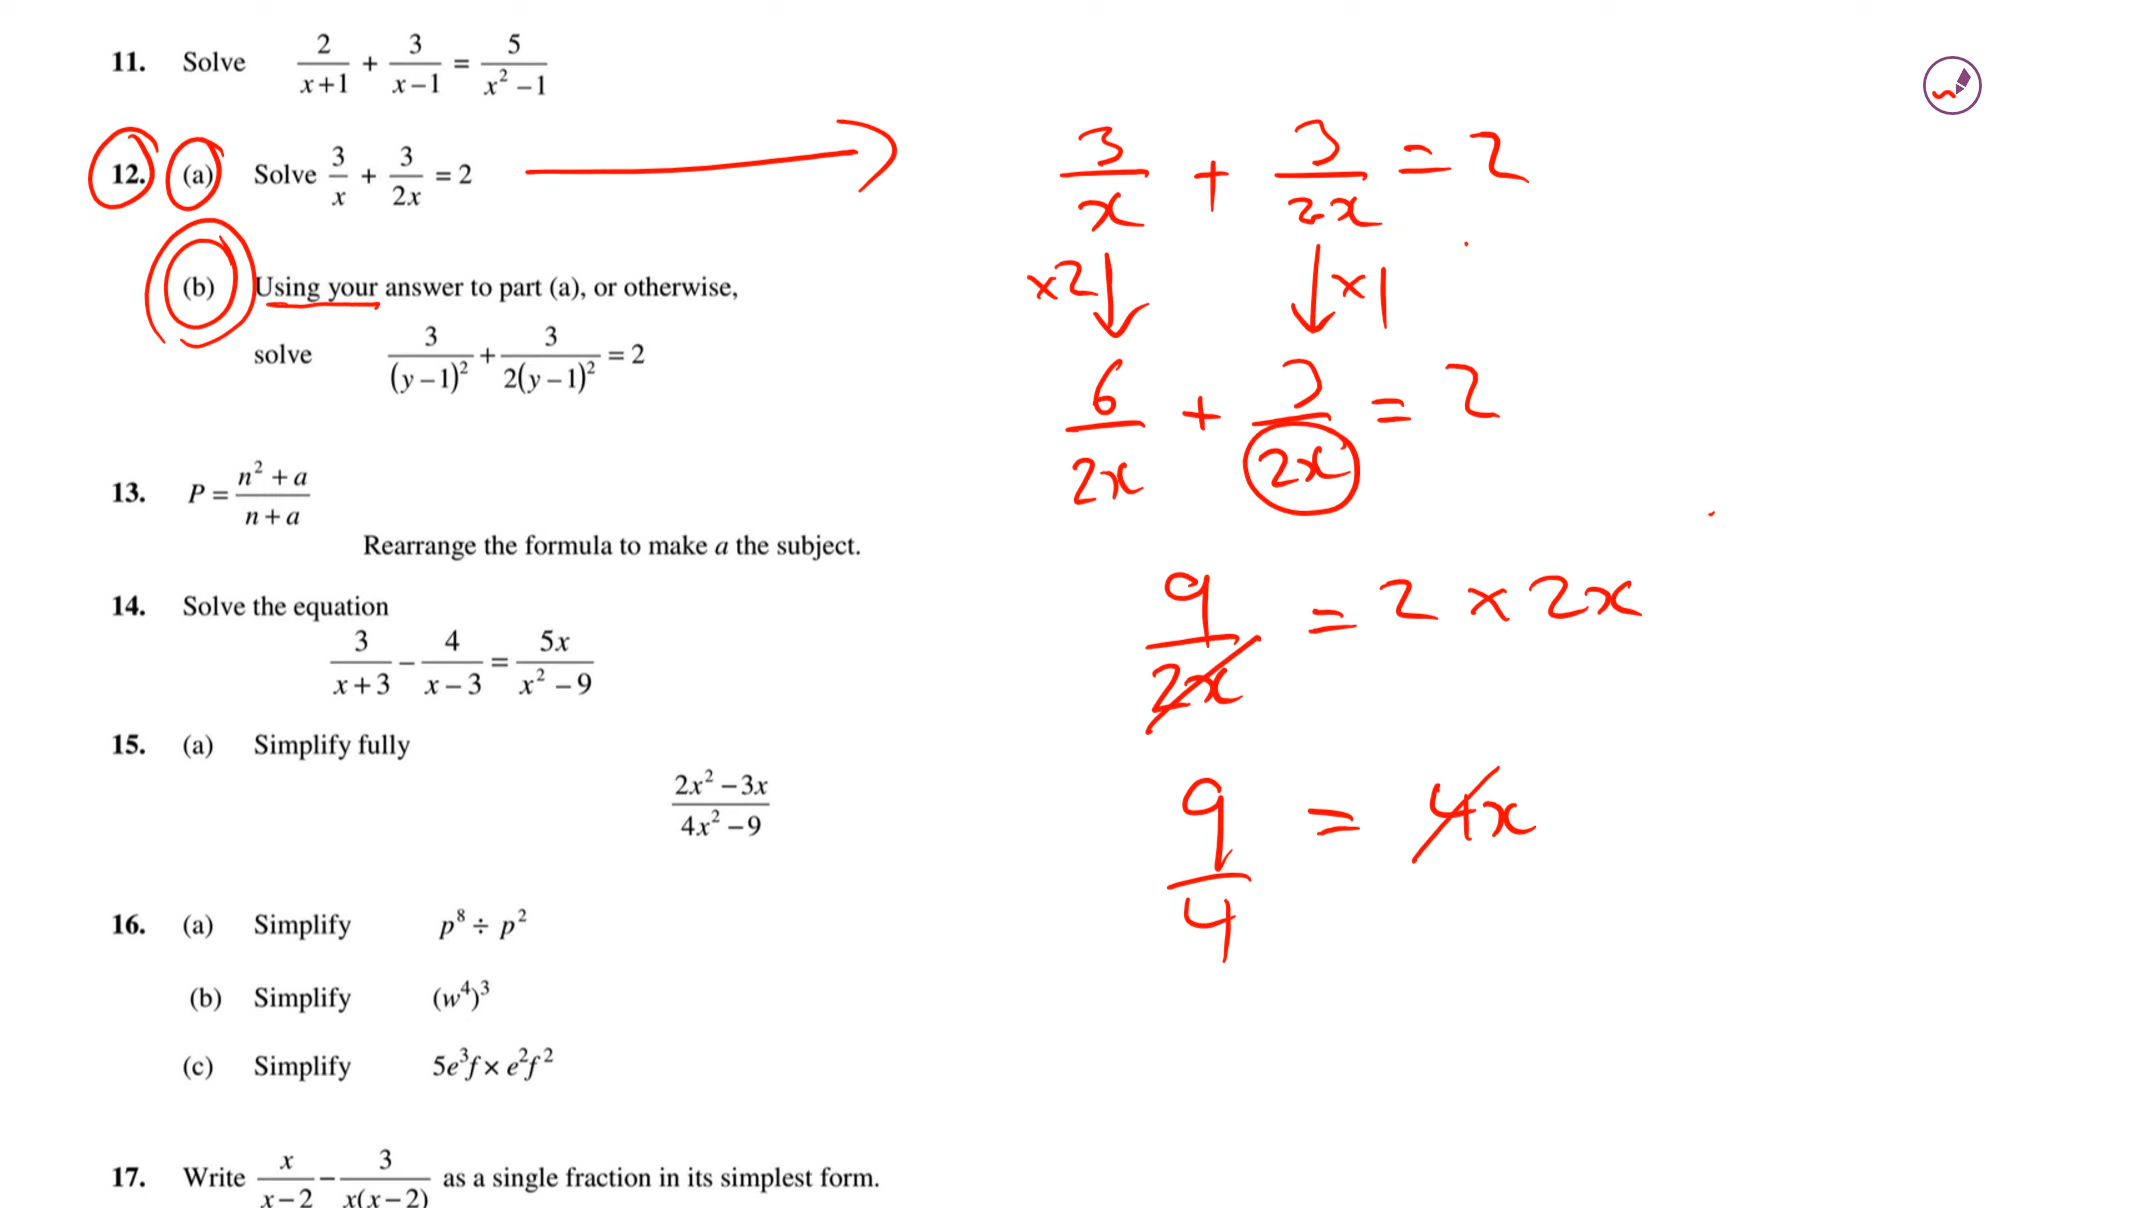 11. Solve 2/(x+1) + 3/(x−1) = 5/(x² −1)
12. (a) Solve 3/x + 3/2x = 2
(b) Using your answer to part (a), or otherwise,
solve 3/(y−1)² + 3/2(y−1)² = 2
13. P = (n² + a)/(n + a)
Rearrange the formula to make a the subject.
14. Solve the equation
3/(x+3) − 4/(x−3) = 5x/(x² −9)
15. (a) Simplify fully
(2x² −3x)/(4x² −9)
16. (a) Simplify p⁸ ÷ p²
(b) Simplify (w⁴)³
(c) Simplify 5e³f × e²f²
17. Write x/(x−2) − 3/(x(x−2)) as a single fraction in its simplest form.
3/x + 3/2x = 2
×2 ×1
6/2x + 3/2x = 2
9/2x = 2 × 2x
9/4 = 4x